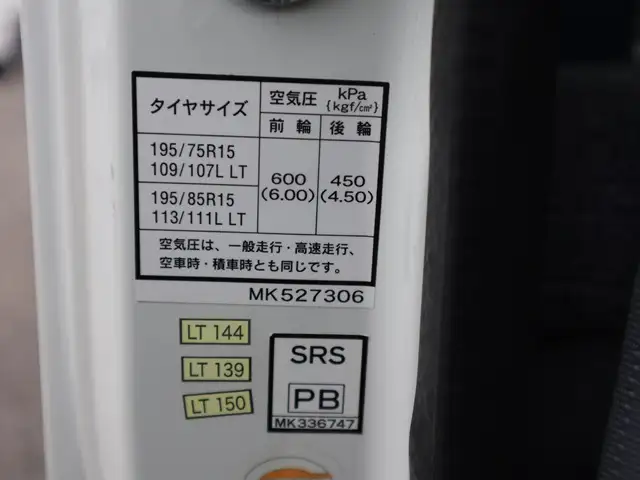 タイヤサイズ 空気圧 kPa {kgf/cm²}
前輪 後輪
195/75R15
109/107L LT
195/85R15
113/111L LT
600 450
(6.00) (4.50)
空気圧は、一般走行・高速走行、
空車時・積車時とも同じです。
MK527306
LT 144
LT 139
LT 150
SRS
PB
MK336747